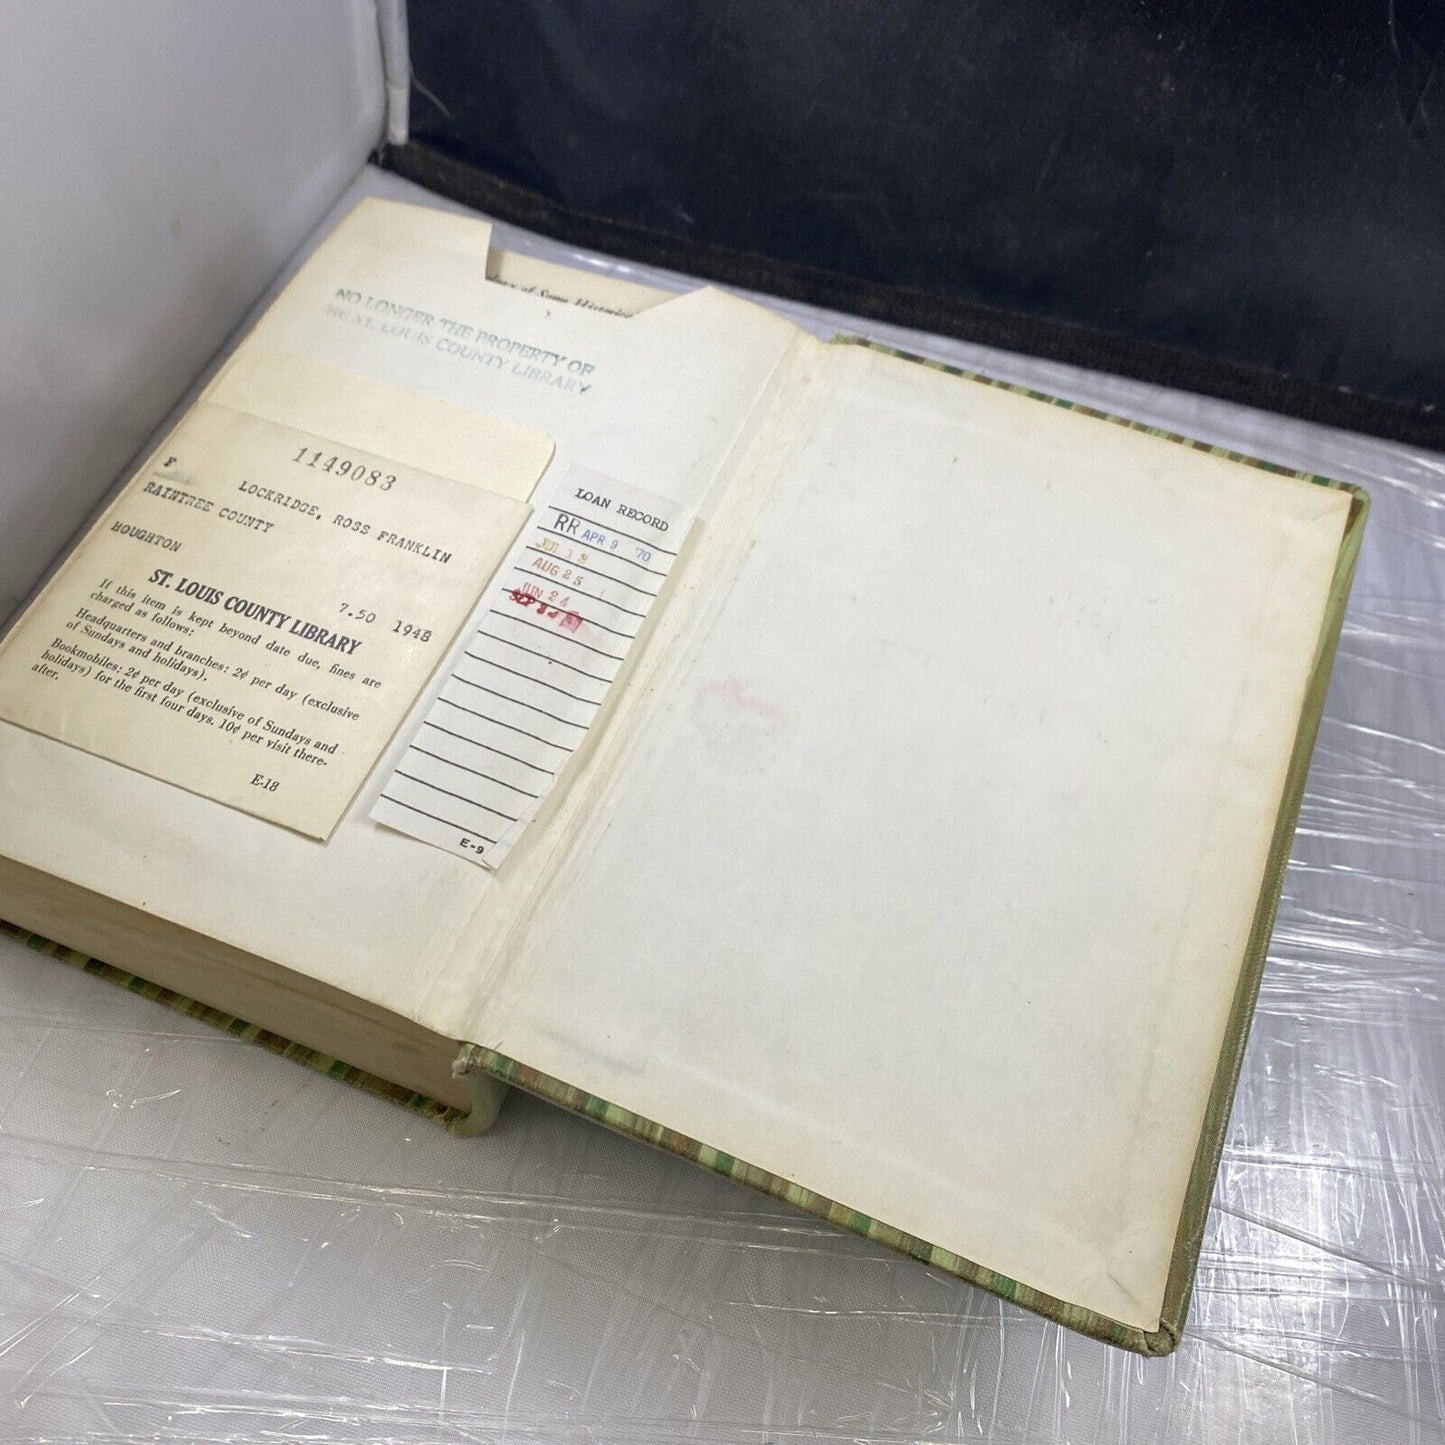 of Some Historica
NO LONGER THE PROPERTY OF
THE ST. LOUIS COUNTY LIBRARY
1149083
F
LOCKRIDGE, ROSS FRANKLIN
RAINTREE COUNTY
HOUGHTON
7.50 1948
ST. LOUIS COUNTY LIBRARY
If this item is kept beyond date due, fines are
charged as follows:
Headquarters and branches: 2¢ per day (exclusive
of Sundays and holidays).
Bookmobiles: 2¢ per day (exclusive of Sundays and
holidays) for the first four days. 10¢ per visit there-
after.
E-18
LOAN RECORD
RR APR 9 '70
AUG 25
JUN 24
SEP
E-9